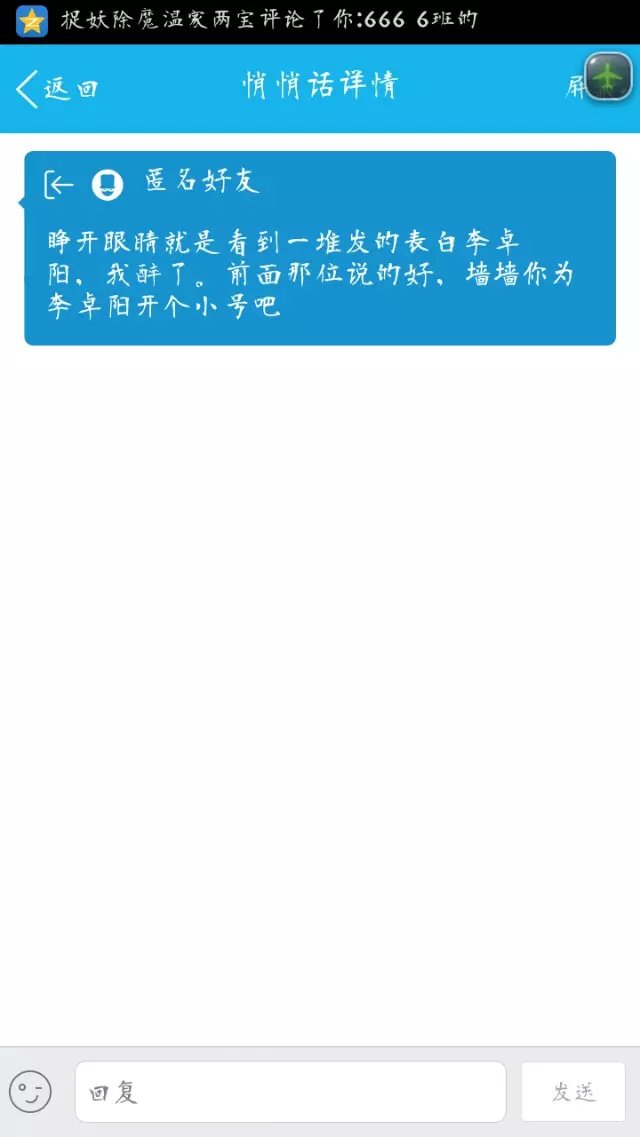 捉妖除魔温家两宝评论了你:666 6班的
返回
悄悄话详情
屏
匿名好友
睁开眼睛就是看到一堆发的表白李卓
阳，我醉了。前面那位说的好，墙墙你为
李卓阳开个小号吧
回复
发送